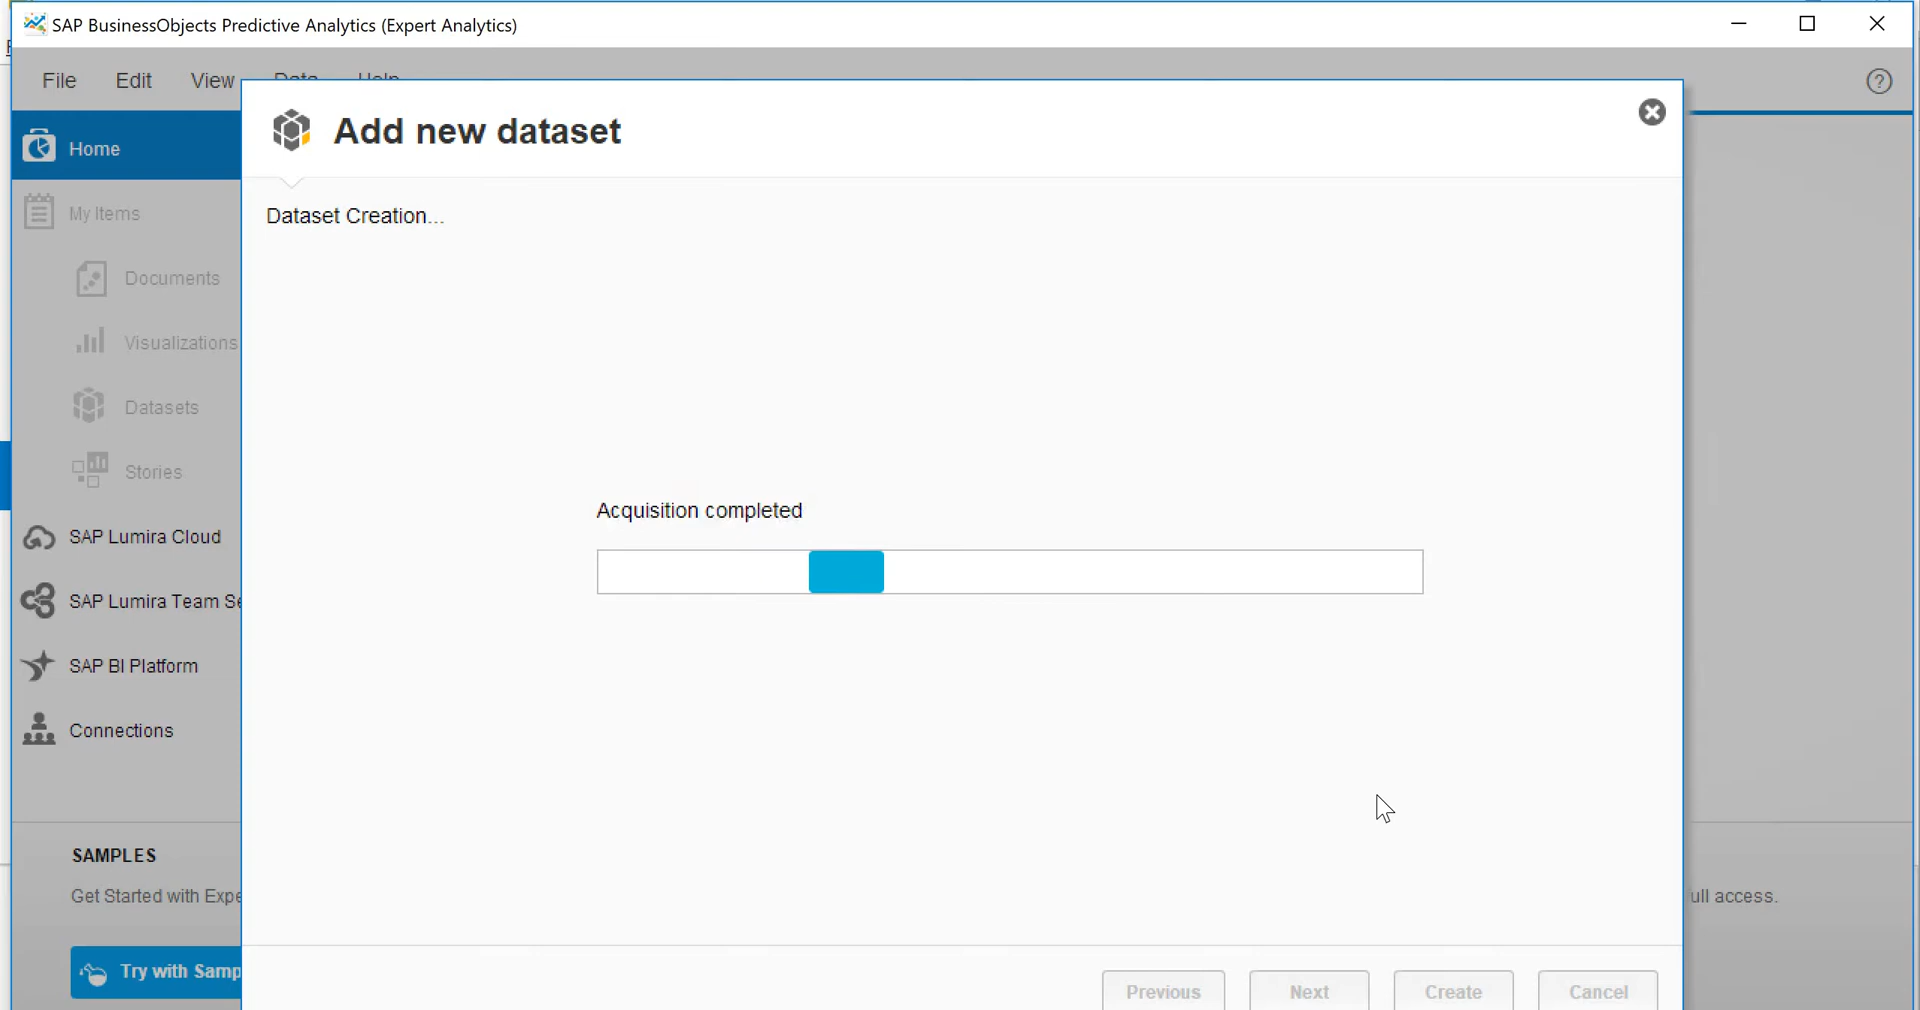 SAP BusinessObjects Predictive Analytics (Expert Analytics)
File Edit View Data Help
Add new dataset
Home
My Items
Dataset Creation...
Documents
Visualizations
Datasets
Stories
Acquisition completed
SAP Lumira Cloud
SAP Lumira Team Se
SAP BI Platform
Connections
SAMPLES
Get Started with Expe
ull access.
Try with Samp
Previous Next Create Cancel